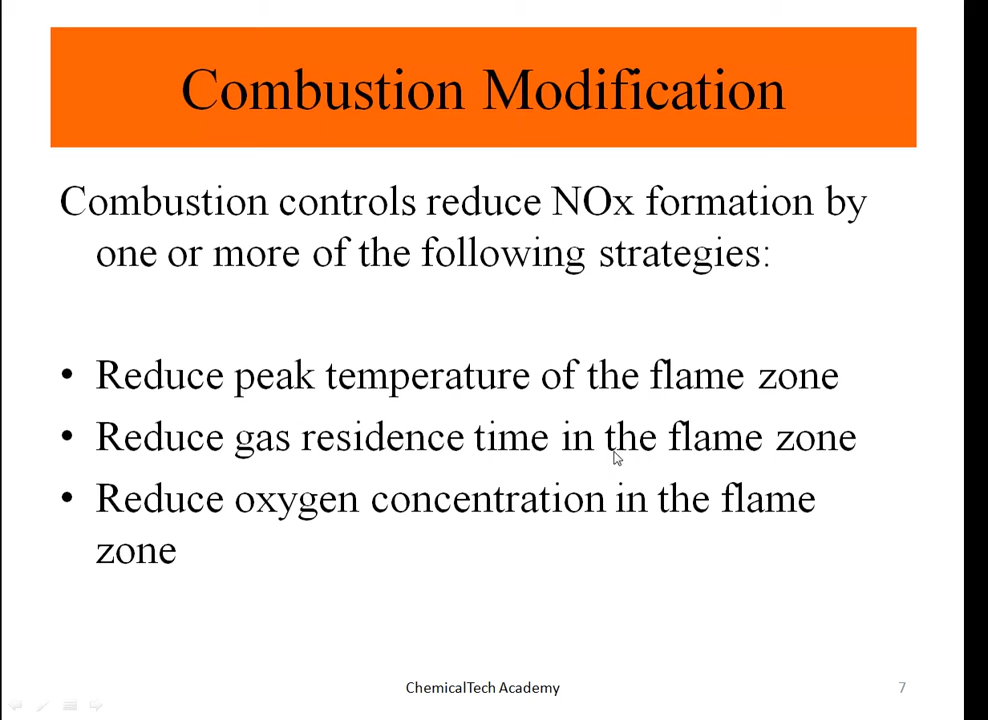 Combustion Modification
Combustion controls reduce NOx formation by
one or more of the following strategies:
• Reduce peak temperature of the flame zone
• Reduce gas residence time in the flame zone
• Reduce oxygen concentration in the flame
zone
ChemicalTech Academy
7